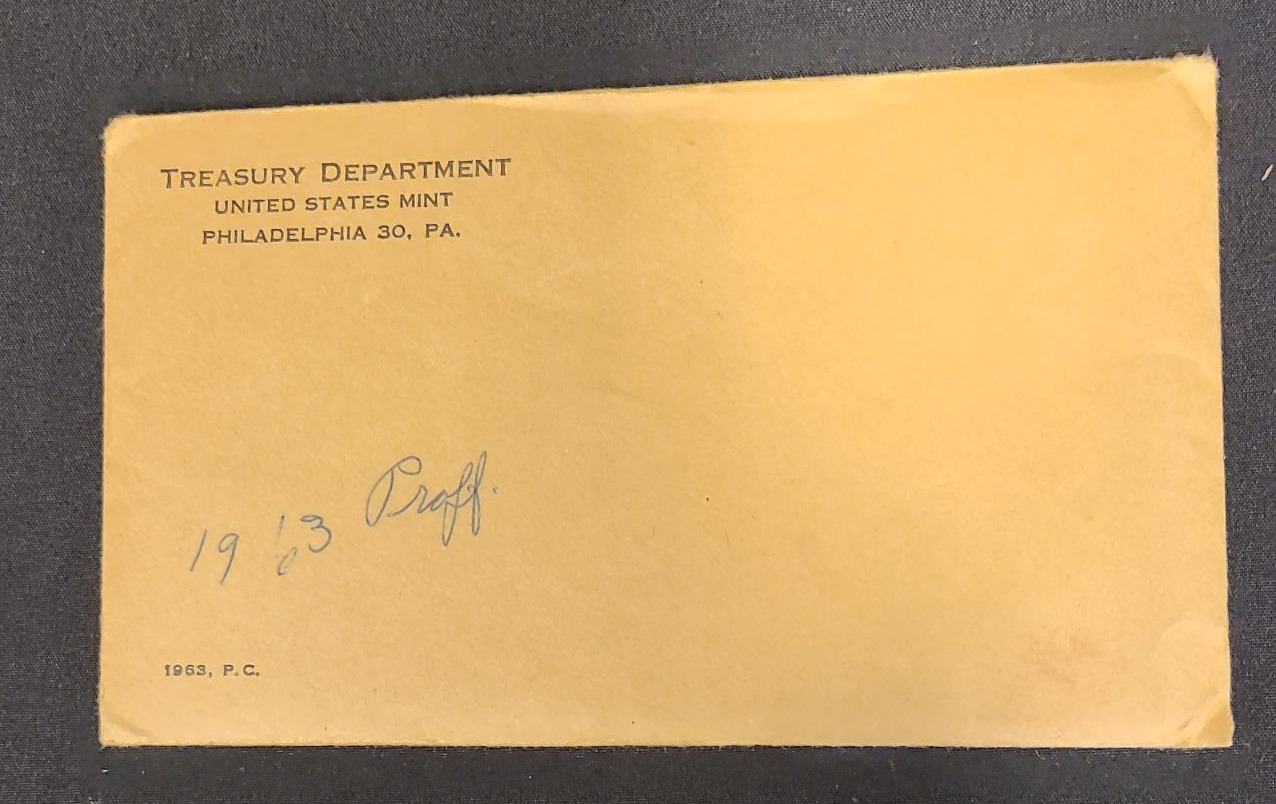 TREASURY DEPARTMENT
UNITED STATES MINT
PHILADELPHIA 30, PA.
1963 Proff.
1963, P.C.